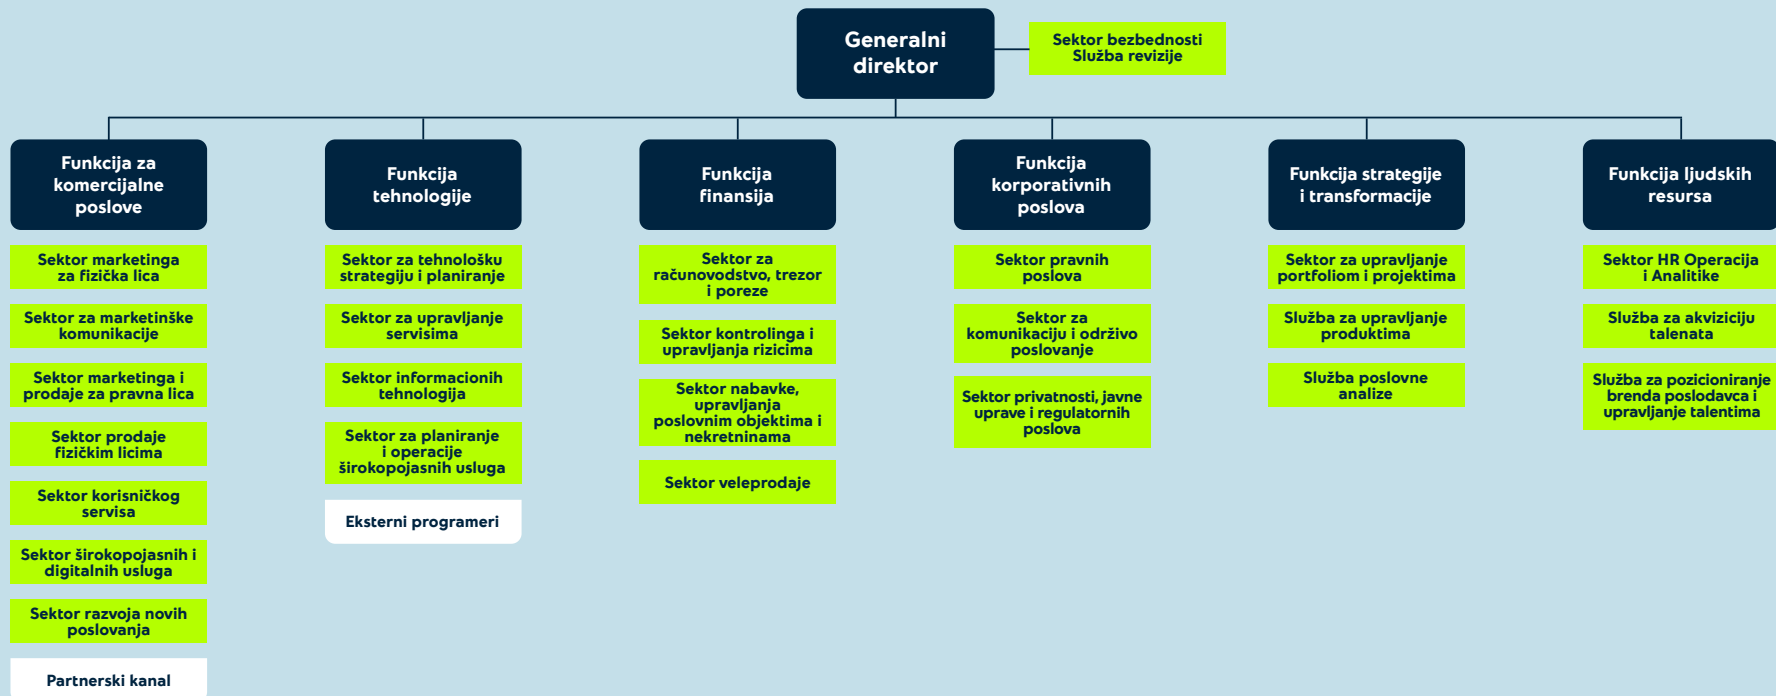 Generalni
direktor
Sektor bezbednosti
Služba revizije
Funkcija za
komercijalne
poslove
Sektor marketinga
za fizička lica
Sektor za marketinške
komunikacije
Sektor marketinga i
prodaje za pravna lica
Sektor prodaje
fizičkim licima
Sektor korisničkog
servisa
Sektor širokopojasnih i
digitalnih usluga
Sektor razvoja novih
poslovanja
Partnerski kanal
Funkcija
tehnologije
Sektor za tehnološku
strategiju i planiranje
Sektor za upravljanje
servisima
Sektor informacionih
tehnologija
Sektor za planiranje
i operacije
širokopojasnih usluga
Eksterni programeri
Funkcija
finansija
Sektor za
računovodstvo, trezor
i poreze
Sektor kontrolinga i
upravljanja rizicima
Sektor nabavke,
upravljanja
poslovnim objektima i
nekretninama
Sektor veleprodaje
Funkcija
korporativnih
poslova
Sektor pravnih
poslova
Sektor za
komunikaciju i održivo
poslovanje
Sektor privatnosti, javne
uprave i regulatornih
poslova
Funkcija strategije
i transformacije
Sektor za upravljanje
portfoliom i projektima
Služba za upravljanje
produktima
Služba poslovne
analize
Funkcija ljudskih
resursa
Sektor HR Operacija
i Analitike
Služba za akviziciju
talenata
Služba za pozicioniranje
brenda poslodavca i
upravljanje talentima